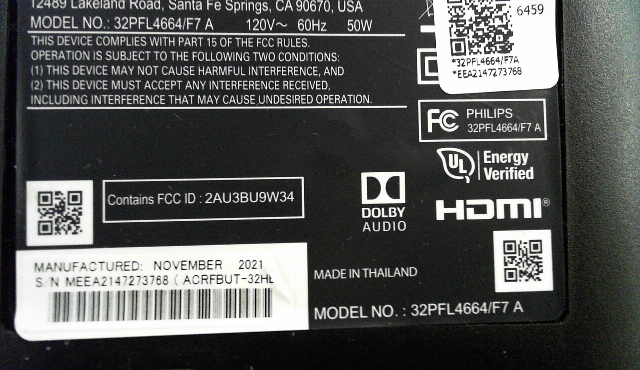 12489 Lakeland Road, Santa Fe Springs, CA 90670, USA
MODEL NO.: 32PFL4664/F7 A 120V~ 60Hz 50W
THIS DEVICE COMPLIES WITH PART 15 OF THE FCC RULES.
OPERATION IS SUBJECT TO THE FOLLOWING TWO CONDITIONS:
(1) THIS DEVICE MAY NOT CAUSE HARMFUL INTERFERENCE, AND
(2) THIS DEVICE MUST ACCEPT ANY INTERFERENCE RECEIVED,
INCLUDING INTERFERENCE THAT MAY CAUSE UNDESIRED OPERATION.
6459
*32PFL4664/F7A
*EEA2147273768
FC PHILIPS
32PFL4664/F7 A
UL Energy
Verified
Contains FCC ID : 2AU3BU9W34
DOLBY
AUDIO
HDMI®
MANUFACTURED: NOVEMBER 2021
S/N MEEA2147273768 ( ACRFBUT-32HL
MADE IN THAILAND
MODEL NO. : 32PFL4664/F7 A